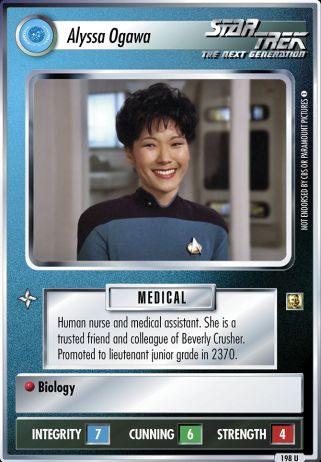 Alyssa Ogawa
STAR TREK
THE NEXT GENERATION
NOT ENDORSED BY CBS OR PARAMOUNT PICTURES
MEDICAL
Human nurse and medical assistant. She is a
trusted friend and colleague of Beverly Crusher.
Promoted to lieutenant junior grade in 2370.
Biology
INTEGRITY 7 CUNNING 6 STRENGTH 4
198 U